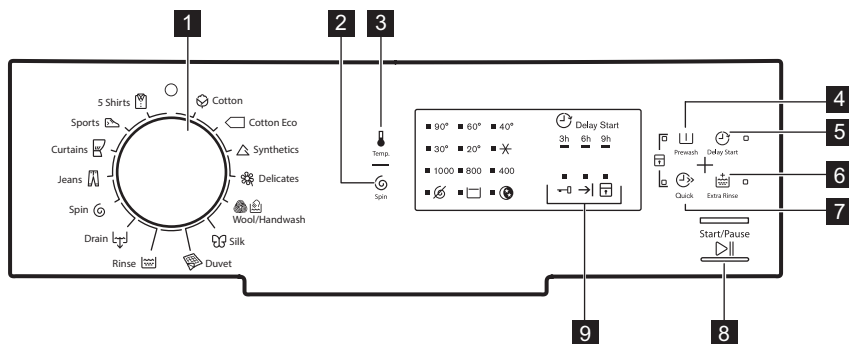 1
2
3
4
5
6
7
8
9
5 Shirts
Sports
Curtains
Jeans
Spin
Drain
Rinse
Cotton
Cotton Eco
Synthetics
Delicates
Wool/Handwash
Silk
Duvet
Temp.
Spin
90° 60° 40°
30° 20°
1000 800 400
Delay Start
3h 6h 9h
Prewash
Delay Start
Quick
Extra Rinse
Start/Pause